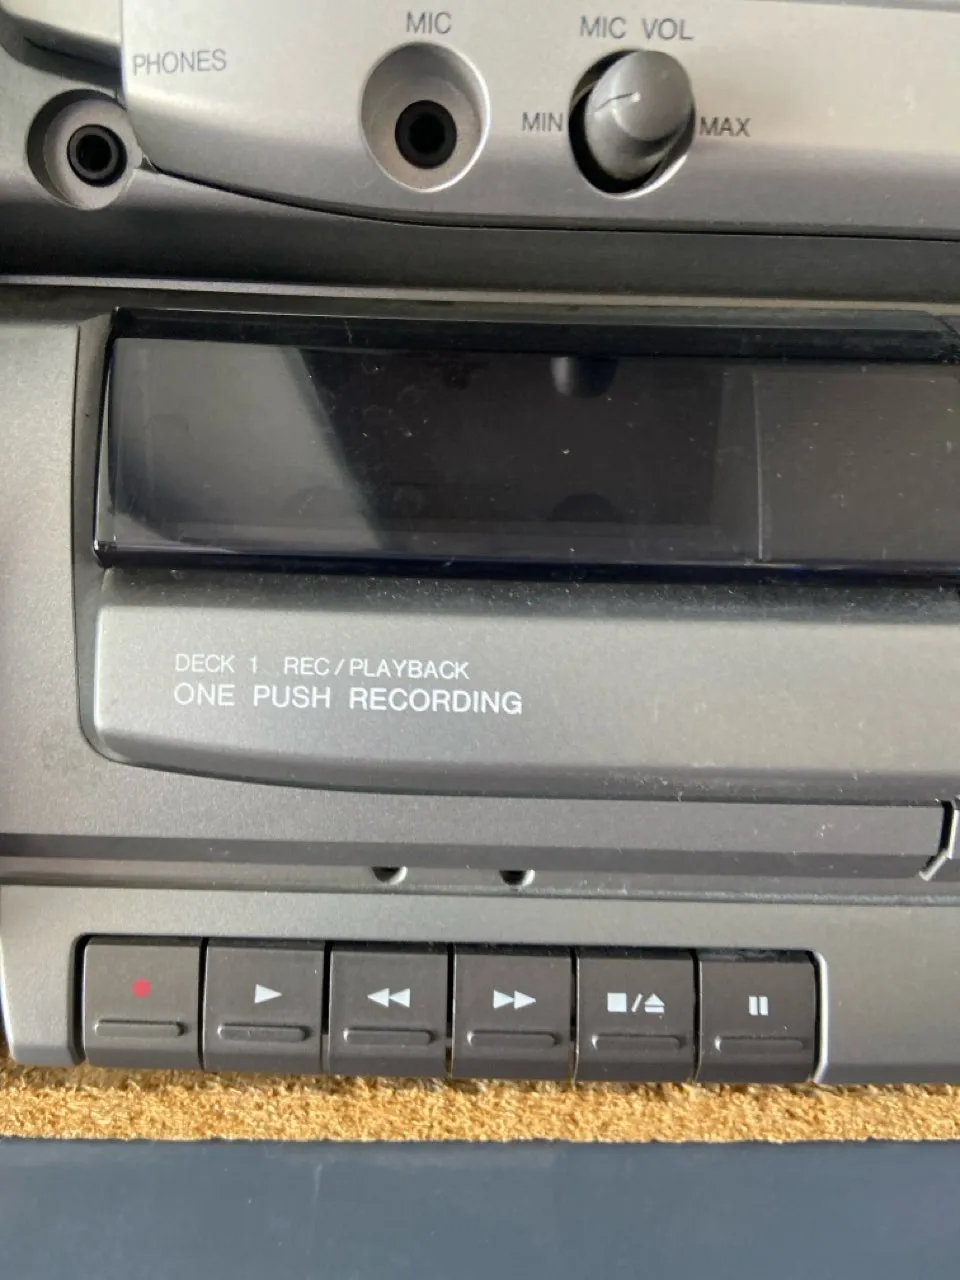 PHONES
MIC
MIC VOL
MIN
MAX
DECK 1 REC/PLAYBACK
ONE PUSH RECORDING